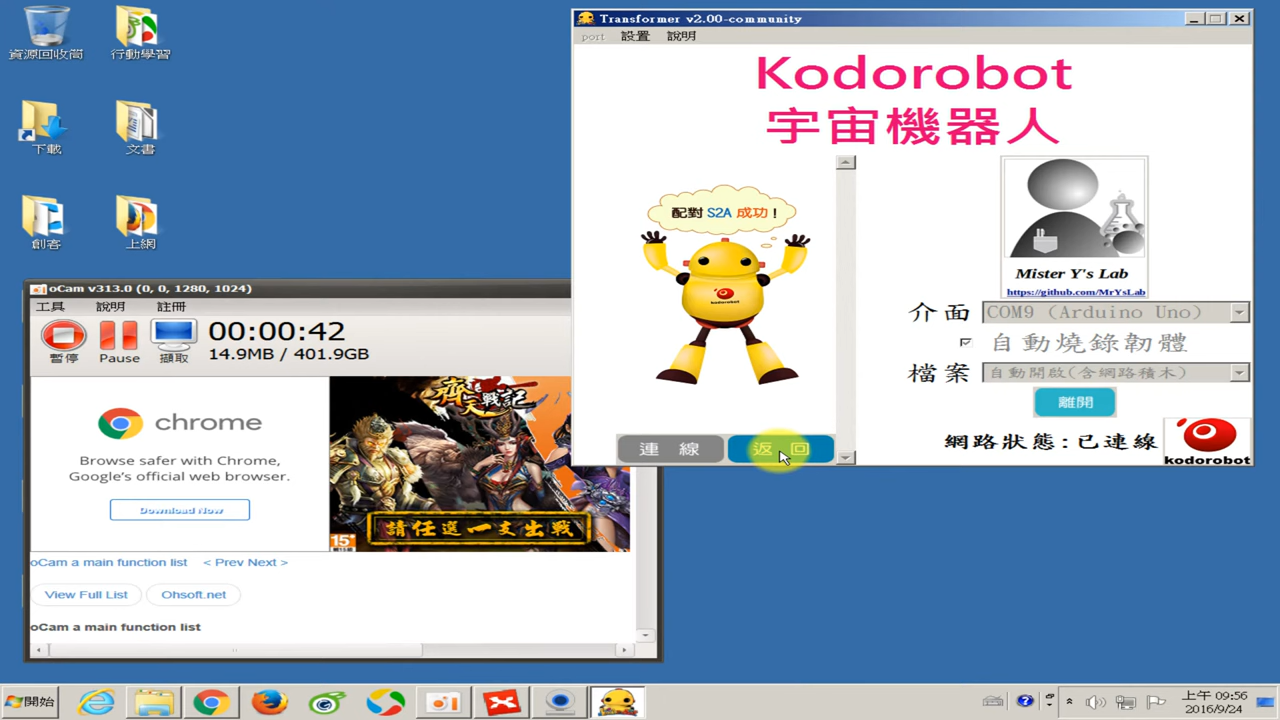 資源回收筒
行動學習
下載
文書
創客
上網
Transformer v2.00-community
port 設置 說明
Kodorobot
宇宙機器人
配對 S2A 成功！
kodorobot
連 線
返 回
Mister Y's Lab
https://github.com/MrYsLab
介面 COM9 (Arduino Uno)
自動燒錄韌體
檔案 自動開啟(含網路積木)
離開
網路狀態:已連線
kodorobot
oCam v313.0 (0, 0, 1280, 1024)
工具 說明 註冊
暫停
Pause
擷取
00:00:42
14.9MB / 401.9GB
chrome
Browse safer with Chrome,
Google's official web browser.
Download Now
齊天戰記
請任選一支出戰
15+
oCam a main function list < Prev Next >
View Full List
Ohsoft.net
oCam a main function list
開始
上午 09:56
2016/9/24